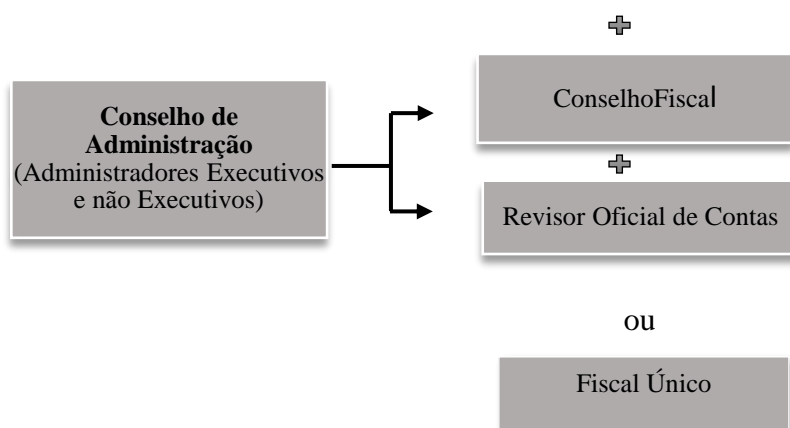 Conselho de
Administração
(Administradores Executivos
e não Executivos)
ConselhoFiscal
Revisor Oficial de Contas
ou
Fiscal Único